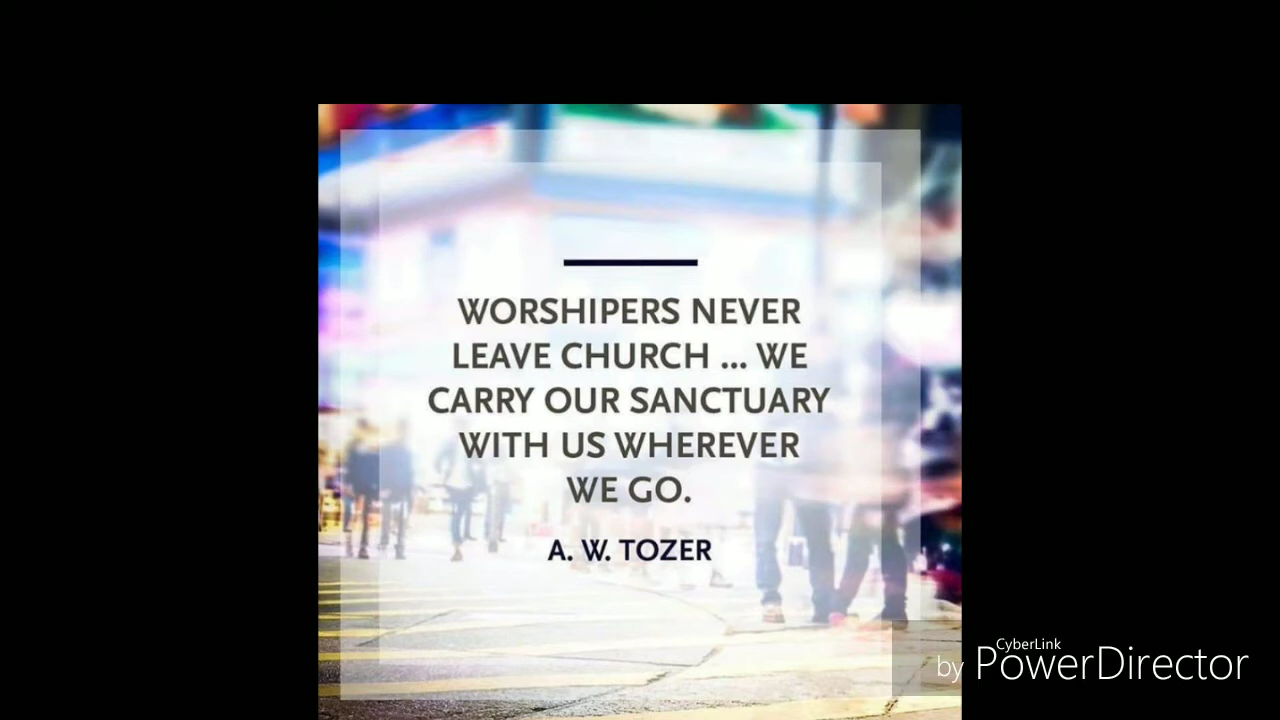 WORSHIPERS NEVER
LEAVE CHURCH ... WE
CARRY OUR SANCTUARY
WITH US WHEREVER
WE GO.
A. W. TOZER
CyberLink
by PowerDirector